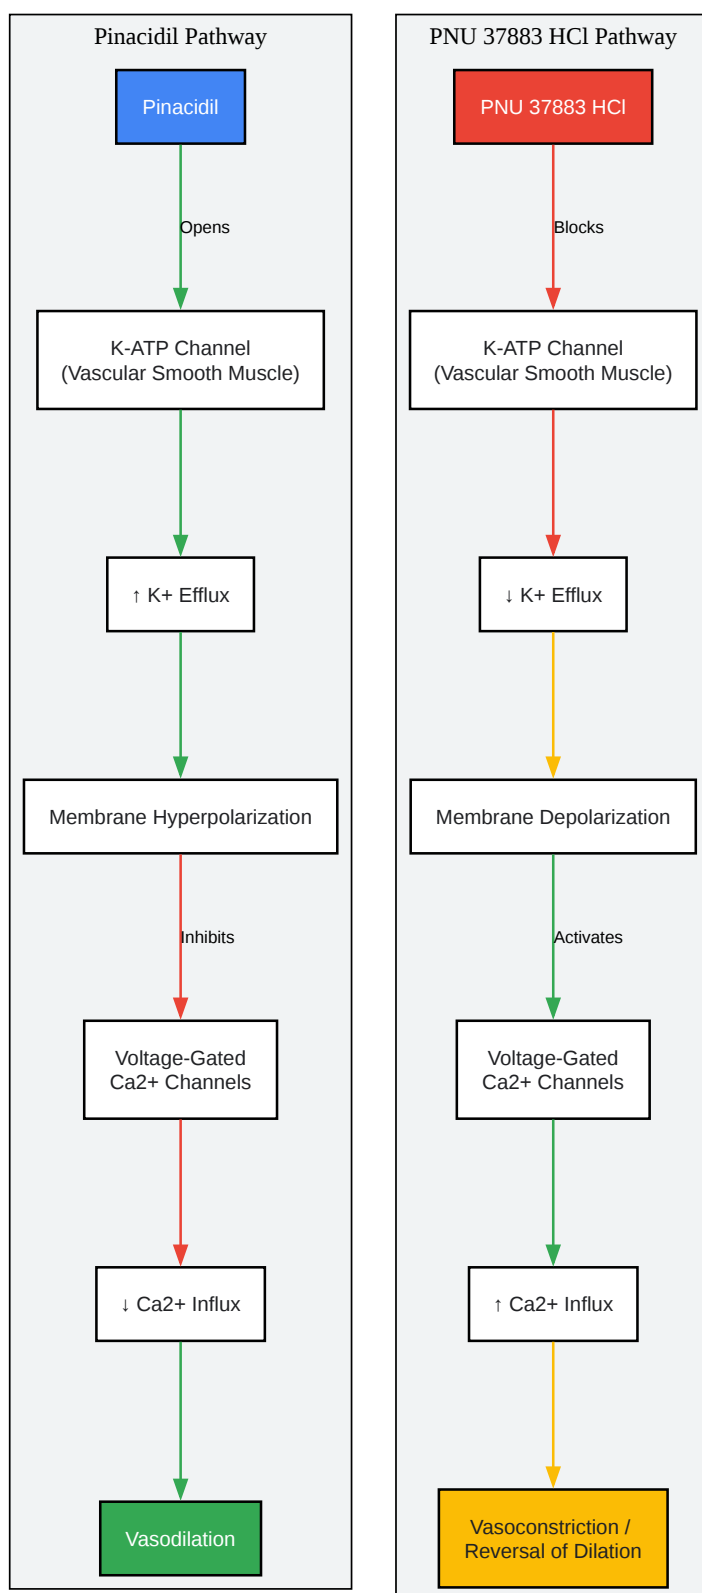 Pinacidil Pathway
Pinacidil
Opens
K-ATP Channel
(Vascular Smooth Muscle)
↑ K+ Efflux
Membrane Hyperpolarization
Inhibits
Voltage-Gated
Ca2+ Channels
↓ Ca2+ Influx
Vasodilation
PNU 37883 HCl Pathway
PNU 37883 HCl
Blocks
K-ATP Channel
(Vascular Smooth Muscle)
↓ K+ Efflux
Membrane Depolarization
Activates
Voltage-Gated
Ca2+ Channels
↑ Ca2+ Influx
Vasoconstriction /
Reversal of Dilation